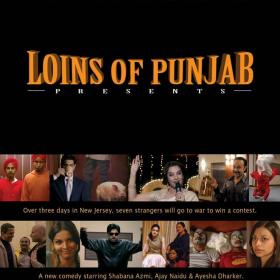 LOINS OF PUNJAB
PRESENTS
Over three days in New Jersey, seven strangers will go to war to win a contest.
A new comedy starring Shabana Azmi, Ajay Naidu & Ayesha Dharker.